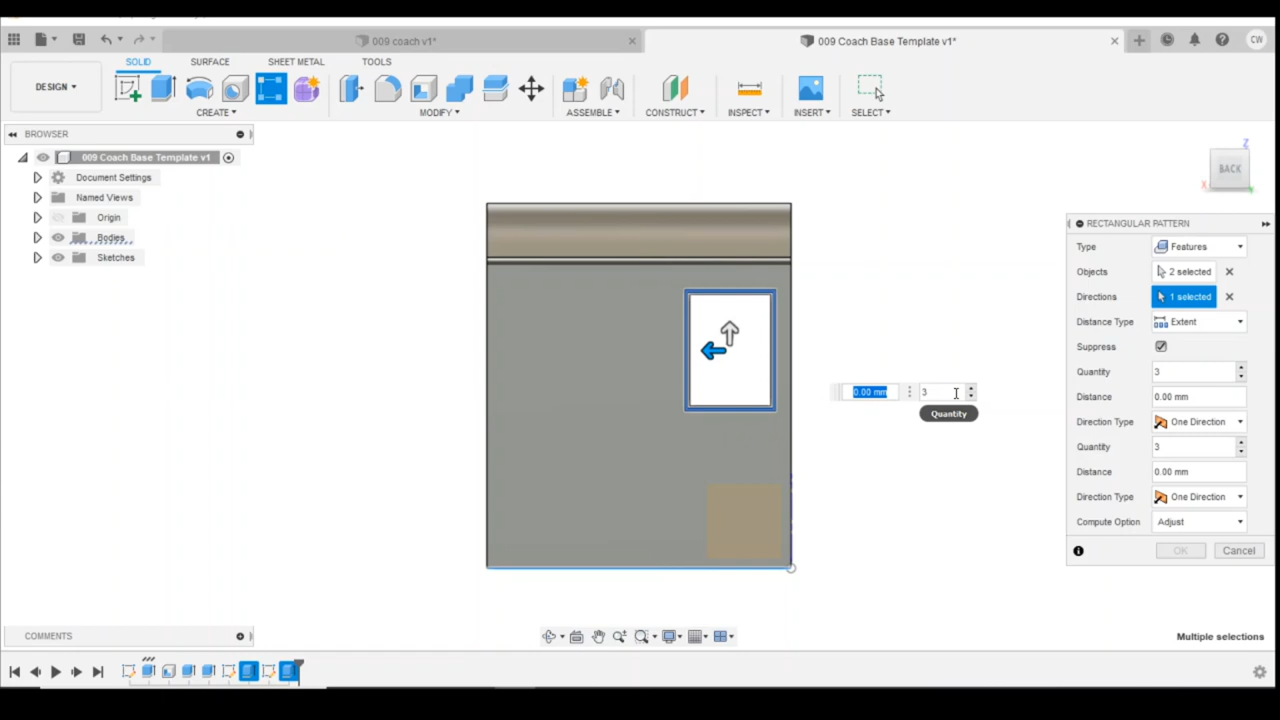 009 coach v1*
009 Coach Base Template v1*
CW
DESIGN
SOLID
SURFACE
SHEET METAL
TOOLS
CREATE
MODIFY
ASSEMBLE
CONSTRUCT
INSPECT
INSERT
SELECT
BROWSER
009 Coach Base Template v1
Document Settings
Named Views
Origin
Bodies
Sketches
Z
BACK
X
Y
RECTANGULAR PATTERN
Type Features
Objects 2 selected
Directions 1 selected
Distance Type Extent
Suppress
Quantity 3
Distance 0.00 mm
Direction Type One Direction
Quantity 3
Distance 0.00 mm
Direction Type One Direction
Compute Option Adjust
OK Cancel
0.00 mm 3
Quantity
COMMENTS
Multiple selections